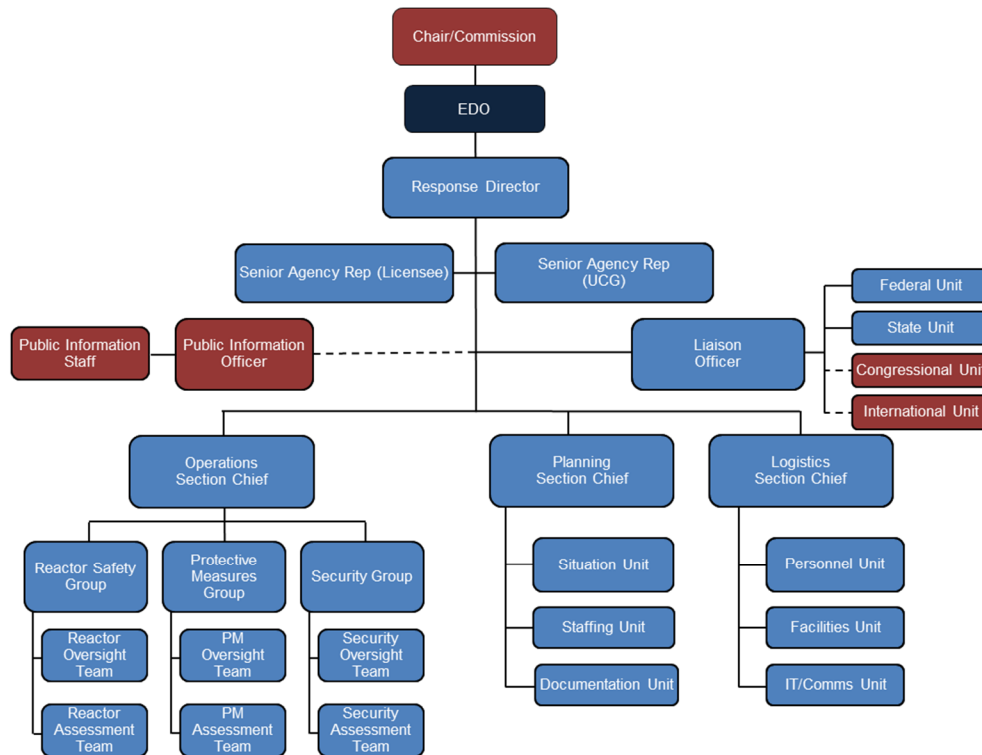 Chair/Commission
EDO
Response Director
Senior Agency Rep (Licensee)
Senior Agency Rep
(UCG)
Federal Unit
State Unit
Public Information
Staff
Public Information
Officer
Liaison
Officer
Congressional Unit
International Unit
Operations
Section Chief
Planning
Section Chief
Logistics
Section Chief
Reactor Safety
Group
Protective
Measures
Group
Security Group
Situation Unit
Personnel Unit
Reactor
Oversight
Team
PM
Oversight
Team
Security
Oversight
Team
Staffing Unit
Facilities Unit
Reactor
Assessment
Team
PM
Assessment
Team
Security
Assessment
Team
Documentation Unit
IT/Comms Unit